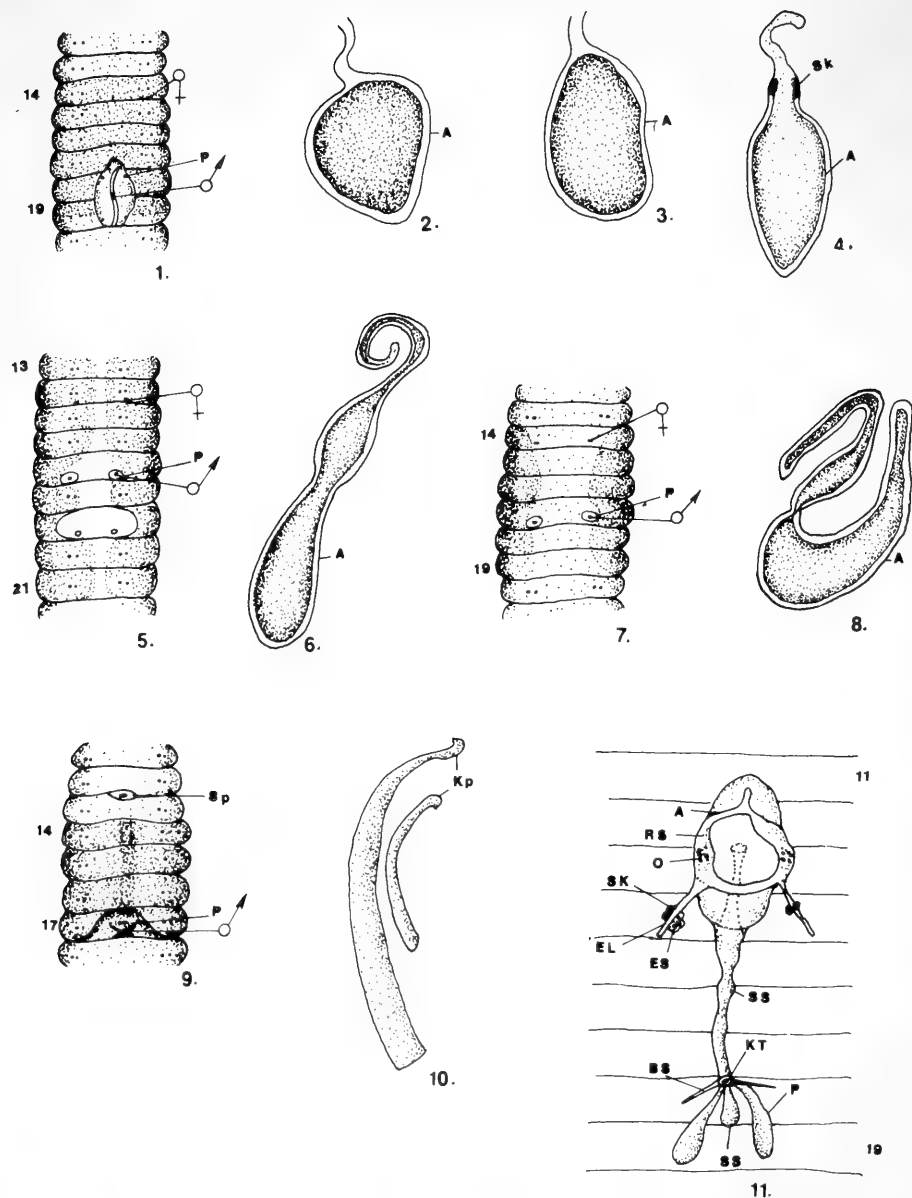 14
♀
P
♂
19
1.
A
2.
A
3.
SK
A
4.
13
♀
P
♂
21
5.
A
6.
14
♀
P
♂
19
7.
A
8.
Sp
14
17
P
♂
9.
Kp
10.
11
A
RS
O
SK
EL
ES
SS
KT
BS
P
SS
19
11.